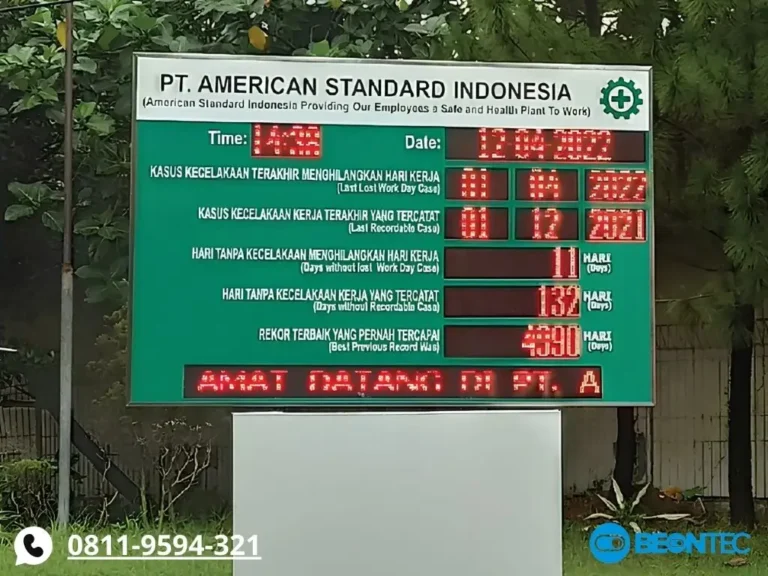 PT. AMERICAN STANDARD INDONESIA
(American Standard Indonesia Providing Our Employees a Safe and Health Plant To Work)
Time: 14:38 Date: 12-04-2022
KASUS KECELAKAAN TERAKHIR MENGHILANGKAN HARI KERJA
(Last Lost Work Day Case)
01 04 2022
KASUS KECELAKAAN KERJA TERAKHIR YANG TERCATAT
(Last Recordable Case)
01 12 2021
HARI TANPA KECELAKAAN MENGHILANGKAN HARI KERJA
(Days without lost Work Day Case)
11 HARI
(Days)
HARI TANPA KECELAKAAN KERJA YANG TERCATAT
(Days without Recordable Case)
132 HARI
(Days)
REKOR TERBAIK YANG PERNAH TERCAPAI
(Best Previous Record Was)
4390 HARI
(Days)
AMAT DATANG DI PT. A
0811-9594-321
BEONTEC